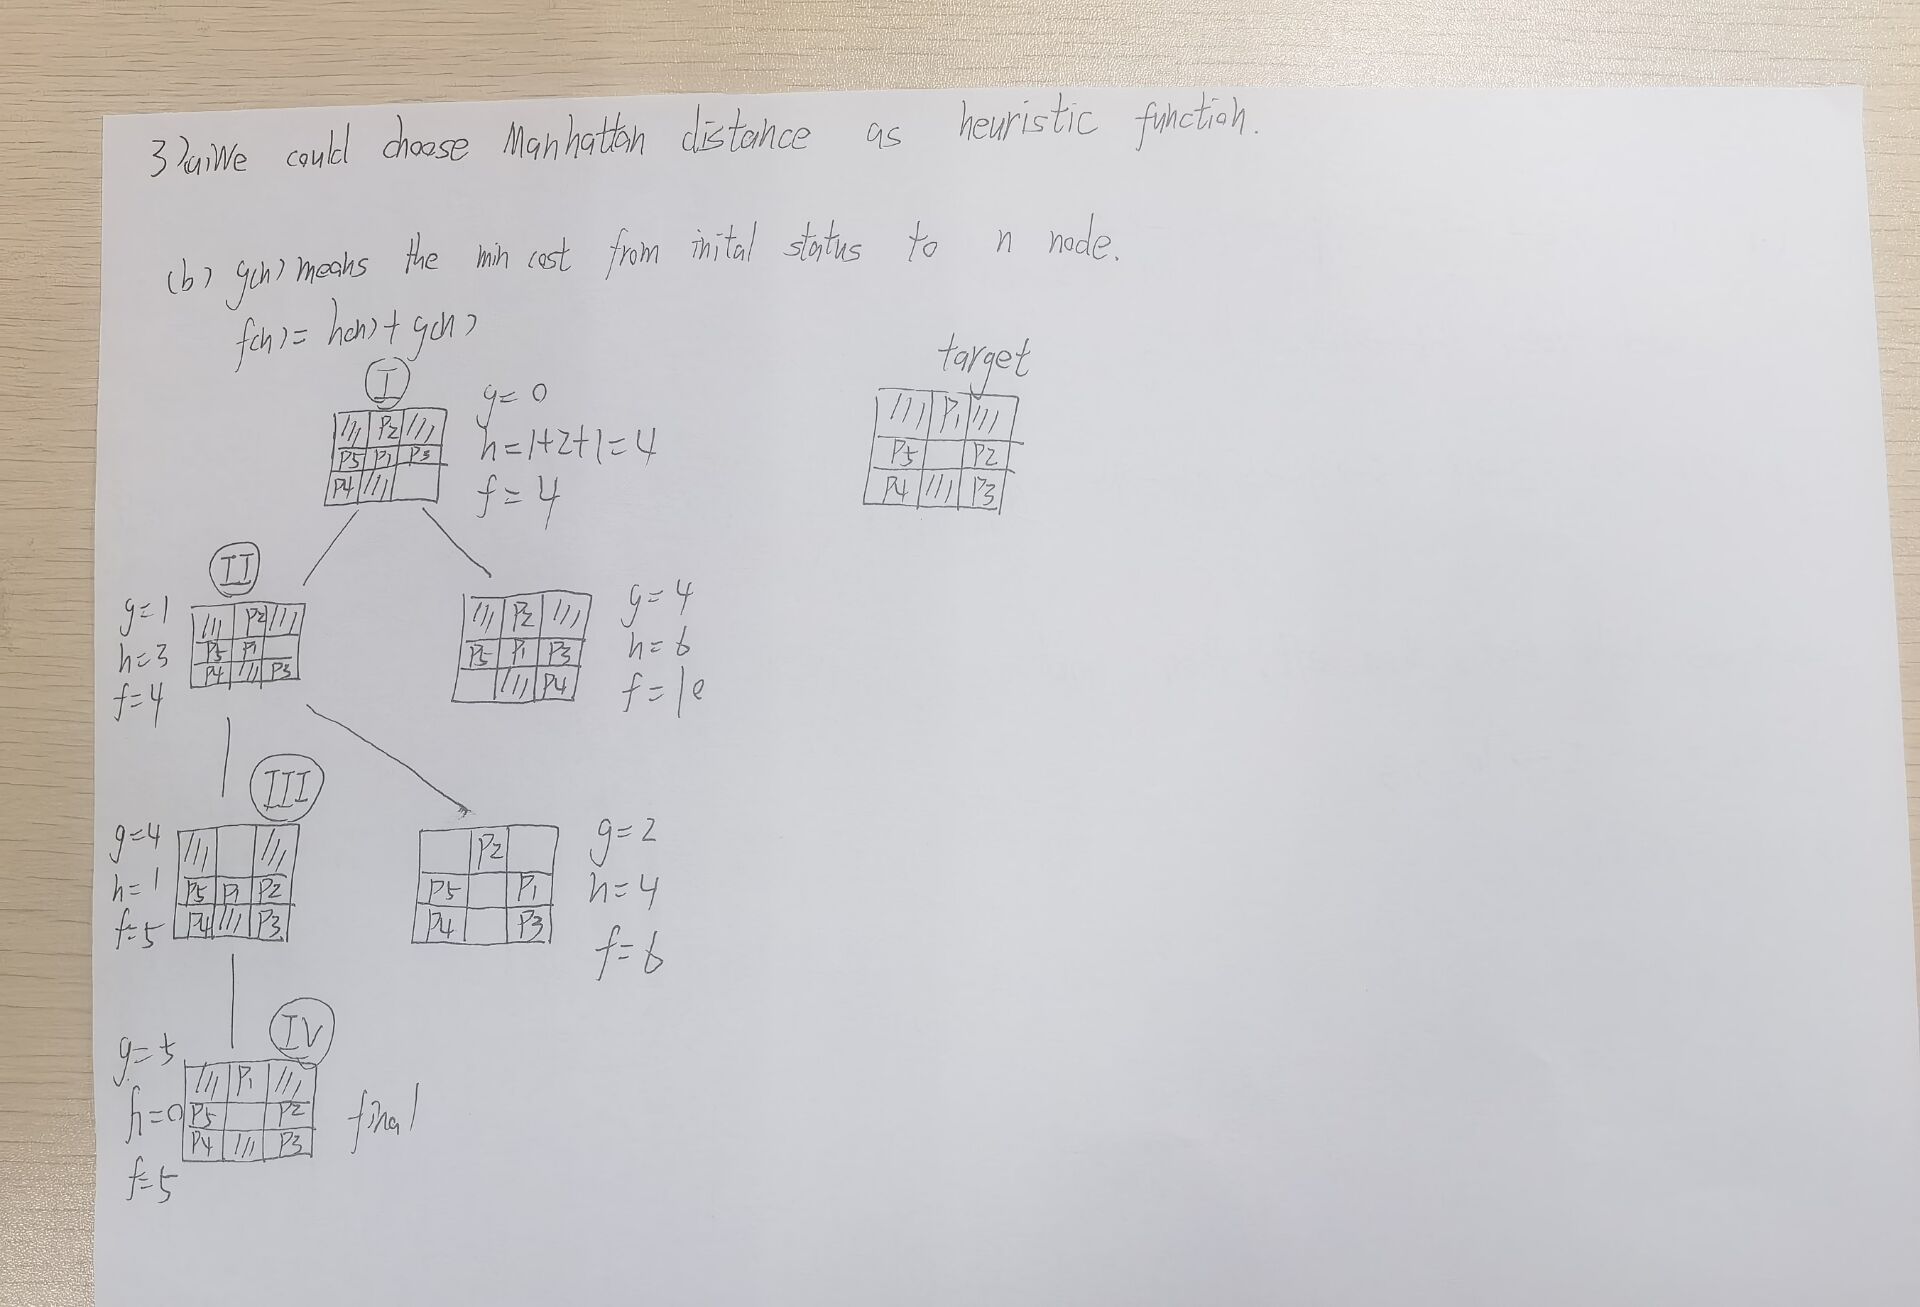 3)(a)We could choose Manhattan distance as heuristic function.
(b) g(n) means the min cost from inital status to n node.
f(n) = h(n) + g(n)
target
P1
P5 P2
P4 P3
I
P2
P5 P1 P3
P4
g = 0
h = 1+2+1 = 4
f = 4
II
g=1
h=3
f=4
P2
P5 P1
P4 P3
P2
P5 P1 P3
P4
g = 4
h = 6
f = 10
III
g=4
h=1
f=5
P5 P1 P2
P4 P3
P2
P5 P1
P4 P3
g=2
h=4
f=6
IV
g=5
h=0
f=5
P1
P5 P2
P4 P3
final